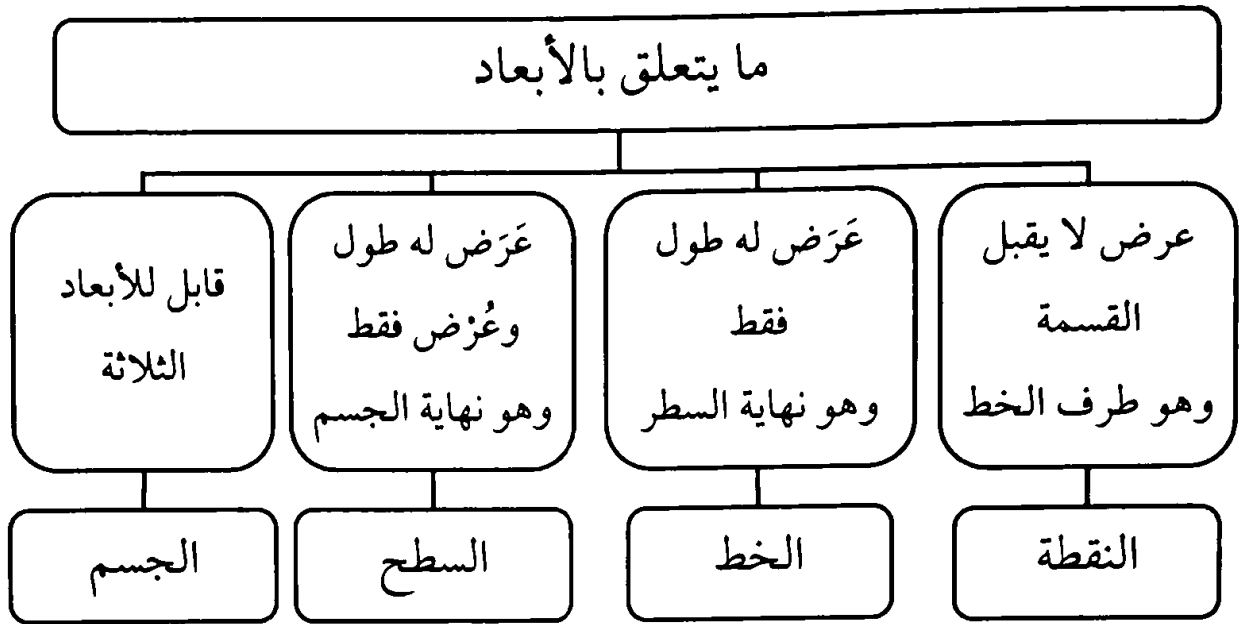 ما يتعلق بالأبعاد
عرض لا يقبل
القسمة
وهو طرف الخط
عَرَض له طول
فقط
وهو نهاية السطر
عَرَض له طول
وعُرْض فقط
وهو نهاية الجسم
قابل للأبعاد
الثلاثة
النقطة
الخط
السطح
الجسم